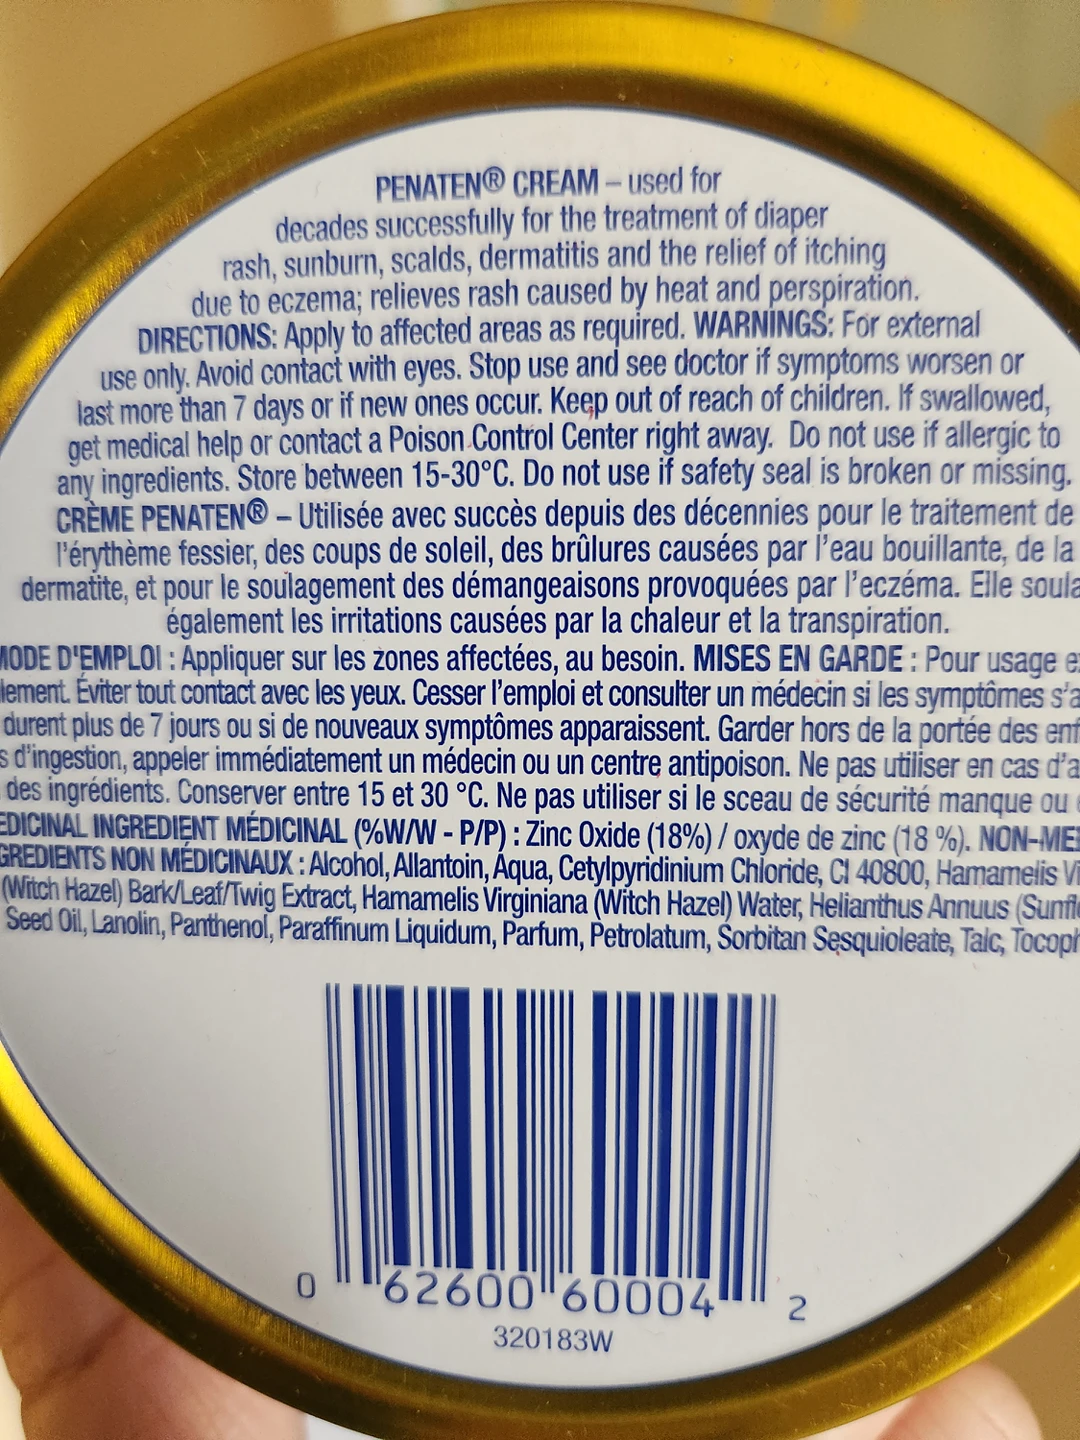 PENATEN® CREAM – used for
decades successfully for the treatment of diaper
rash, sunburn, scalds, dermatitis and the relief of itching
due to eczema; relieves rash caused by heat and perspiration.
DIRECTIONS: Apply to affected areas as required. WARNINGS: For external
use only. Avoid contact with eyes. Stop use and see doctor if symptoms worsen or
last more than 7 days or if new ones occur. Keep out of reach of children. If swallowed,
get medical help or contact a Poison Control Center right away. Do not use if allergic to
any ingredients. Store between 15-30°C. Do not use if safety seal is broken or missing.
CRÈME PENATEN® – Utilisée avec succès depuis des décennies pour le traitement de
l'érythème fessier, des coups de soleil, des brûlures causées par l'eau bouillante, de la
dermatite, et pour le soulagement des démangeaisons provoquées par l'eczéma. Elle soula
également les irritations causées par la chaleur et la transpiration.
MODE D'EMPLOI : Appliquer sur les zones affectées, au besoin. MISES EN GARDE : Pour usage e
lement. Éviter tout contact avec les yeux. Cesser l'emploi et consulter un médecin si les symptômes s'a
durent plus de 7 jours ou si de nouveaux symptômes apparaissent. Garder hors de la portée des enf
s d'ingestion, appeler immédiatement un médecin ou un centre antipoison. Ne pas utiliser en cas d'a
des ingrédients. Conserver entre 15 et 30 °C. Ne pas utiliser si le sceau de sécurité manque ou
EDICINAL INGREDIENT MÉDICINAL (%W/W - P/P) : Zinc Oxide (18%) / oxyde de zinc (18 %). NON-ME
GREDIENTS NON MÉDICINAUX : Alcohol, Allantoin, Aqua, Cetylpyridinium Chloride, CI 40800, Hamamelis Vi
(Witch Hazel) Bark/Leaf/Twig Extract, Hamamelis Virginiana (Witch Hazel) Water, Helianthus Annuus (Sunfl
Seed Oil, Lanolin, Panthenol, Paraffinum Liquidum, Parfum, Petrolatum, Sorbitan Sesquioleate, Talc, Tocoph
0 62600 60004 2
320183W